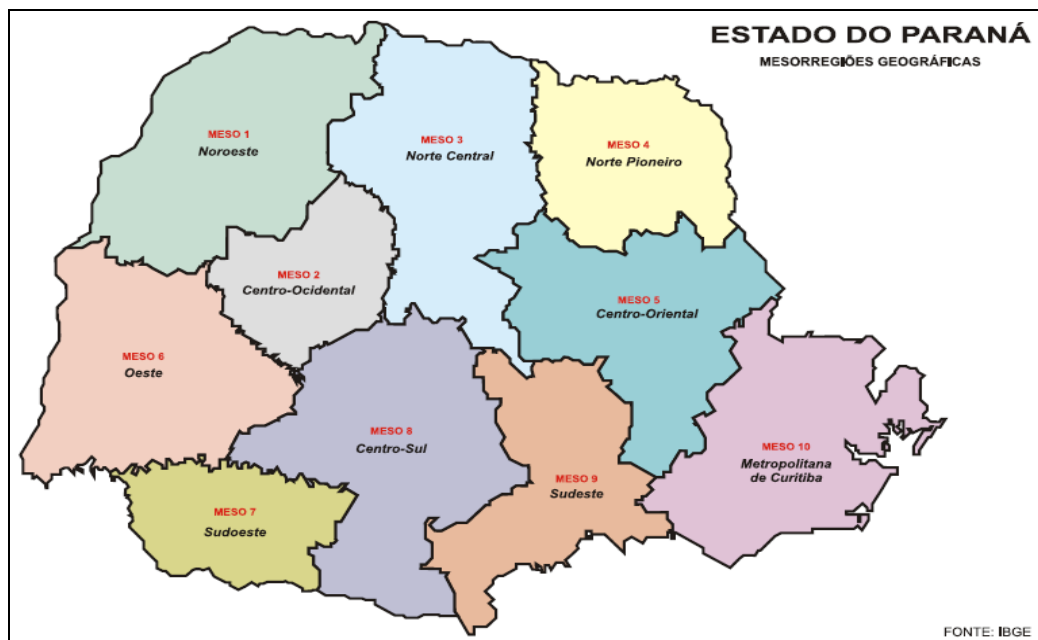 ESTADO DO PARANÁ
MESORREGIÕES GEOGRÁFICAS
MESO 1
Noroeste
MESO 3
Norte Central
MESO 4
Norte Pioneiro
MESO 2
Centro-Ocidental
MESO 5
Centro-Oriental
MESO 6
Oeste
MESO 8
Centro-Sul
MESO 10
Metropolitana
de Curitiba
MESO 9
Sudeste
MESO 7
Sudoeste
FONTE: IBGE